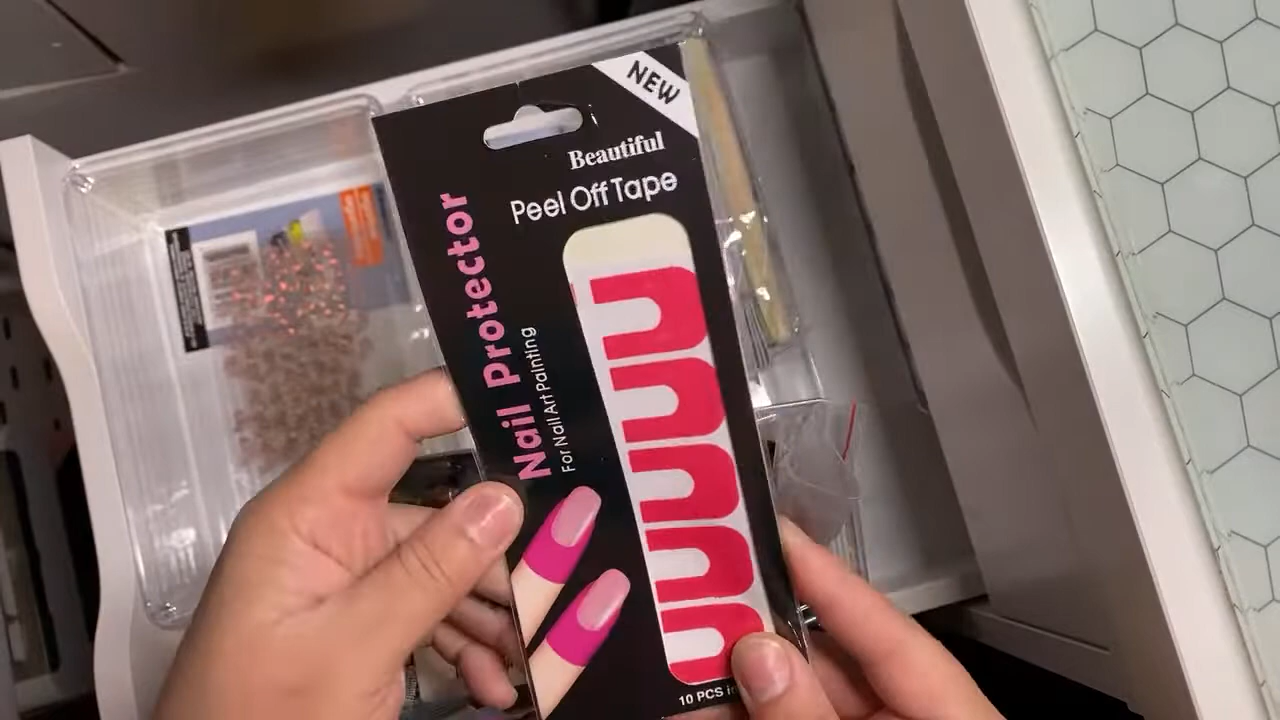 NEW
Beautiful
Peel Off Tape
Nail Protector
For Nail Art Painting
10 PCS